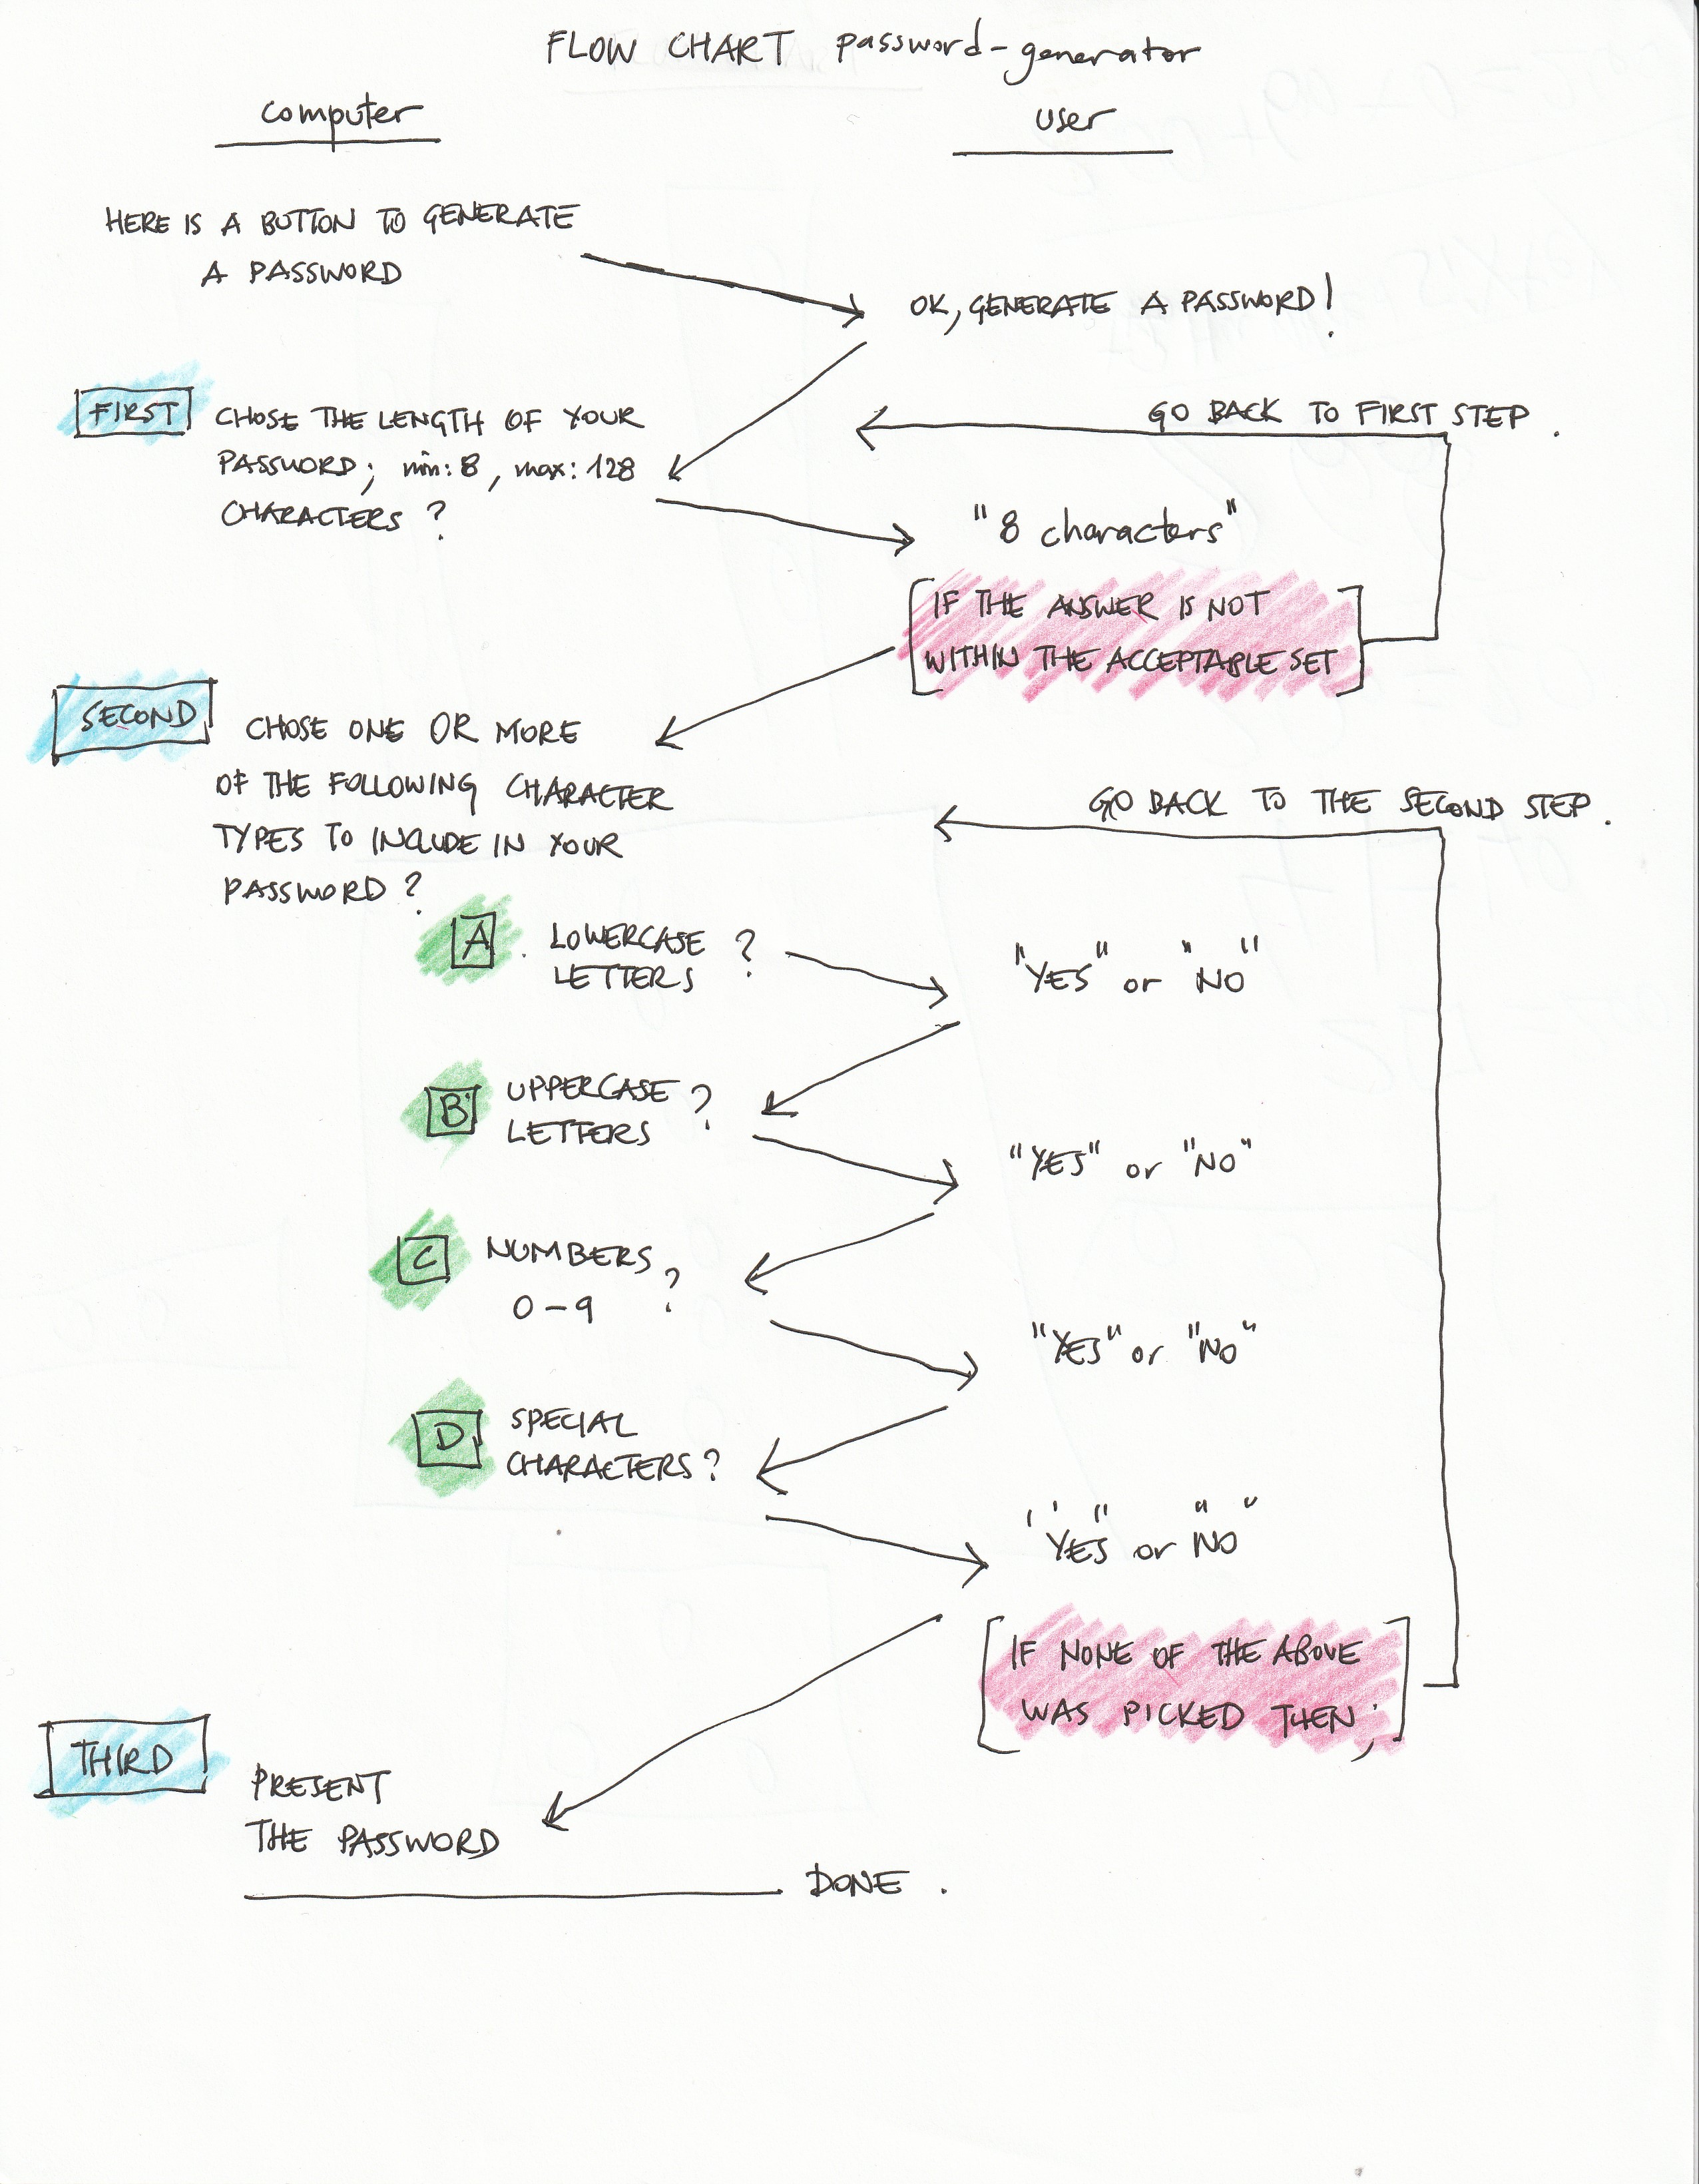 FLOW CHART password-generator
computer
user
HERE IS A BUTTON TO GENERATE
A PASSWORD
OK, GENERATE A PASSWORD!
GO BACK TO FIRST STEP.
FIRST
CHOSE THE LENGTH OF YOUR
PASSWORD; min: 8, max: 128
CHARACTERS?
"8 characters"
[IF THE ANSWER IS NOT
WITHIN THE ACCEPTABLE SET]
SECOND
CHOSE ONE OR MORE
OF THE FOLLOWING CHARACTER
TYPES TO INCLUDE IN YOUR
PASSWORD?
GO BACK TO THE SECOND STEP.
A. LOWERCASE
LETTERS?
"YES" or "NO"
B UPPERCASE
LETTERS?
"YES" or "NO"
C NUMBERS
0-9?
"YES" or "NO"
D SPECIAL
CHARACTERS?
"YES" or "NO"
[IF NONE OF THE ABOVE
WAS PICKED THEN;]
THIRD
PRESENT
THE PASSWORD
DONE.